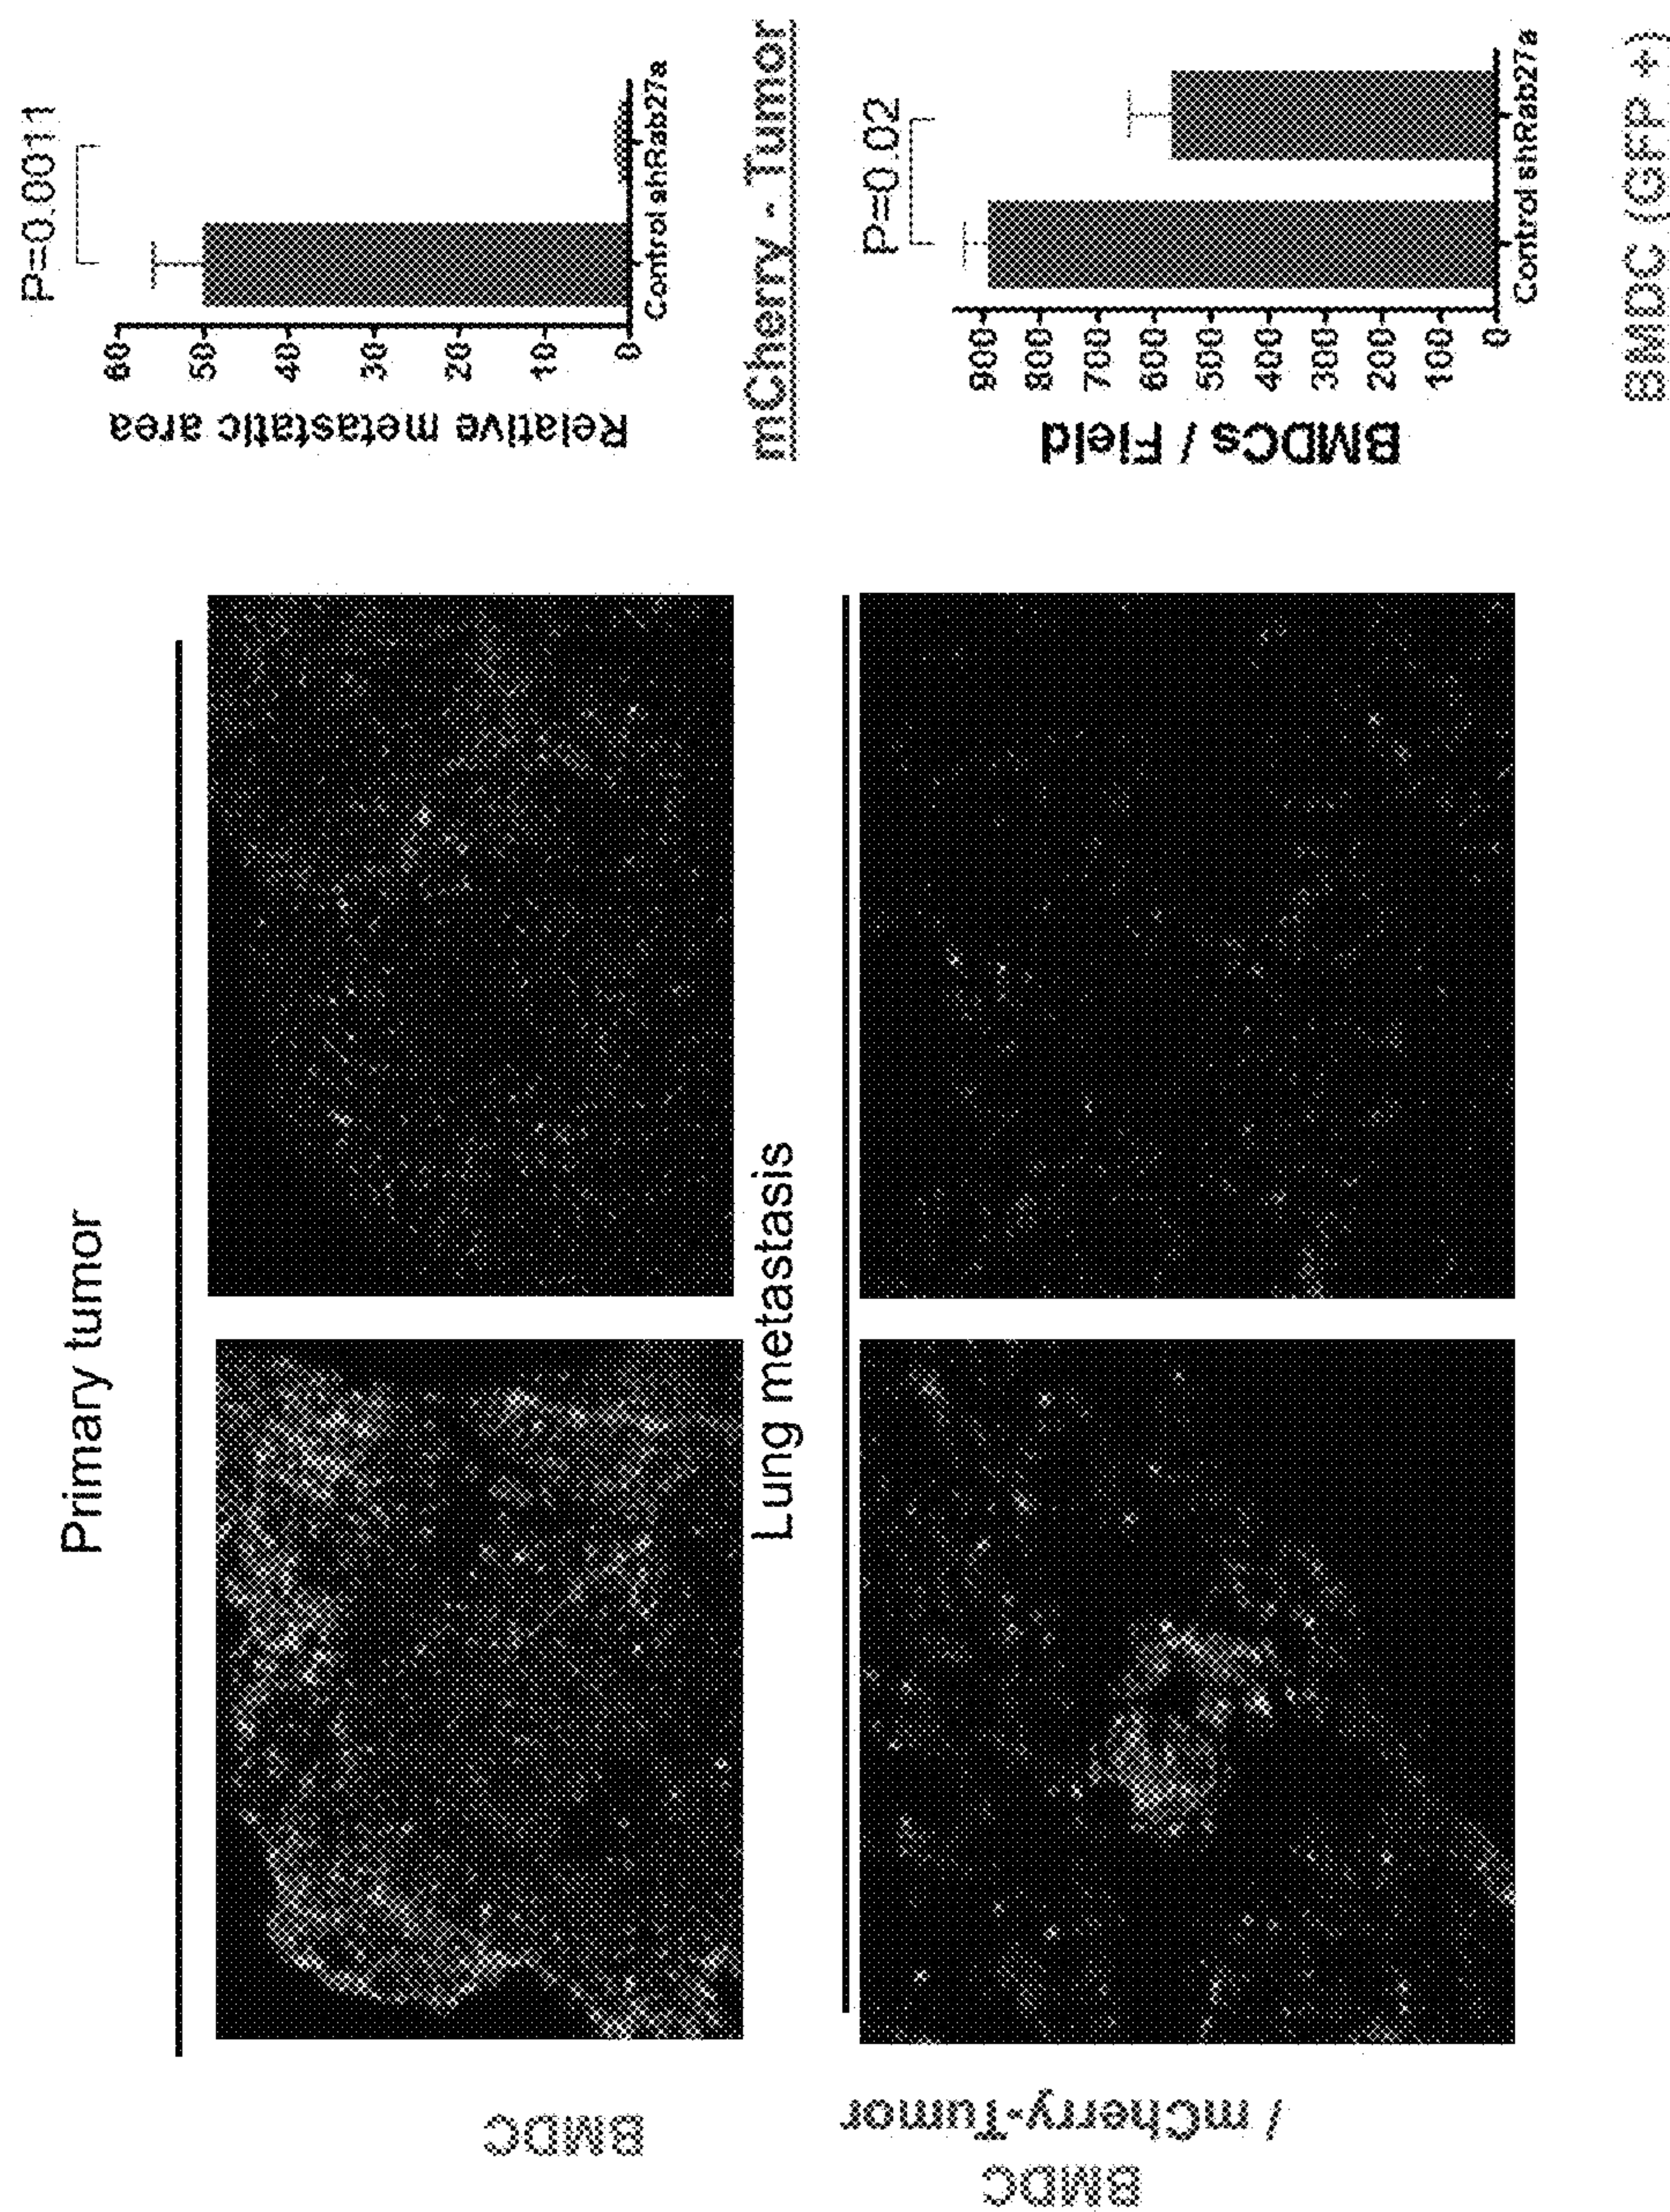 Primary tumor
BMDC
Lung metastasis
BMDC
/ mCherry-Tumor
P=0.0011
Relative metastatic area
60
50
40
30
20
10
0
Control shRab27a
mCherry - Tumor
P=0.02
BMDCs / Field
900
800
700
600
500
400
300
200
100
0
Control shRab27a
BMDC (GFP +)